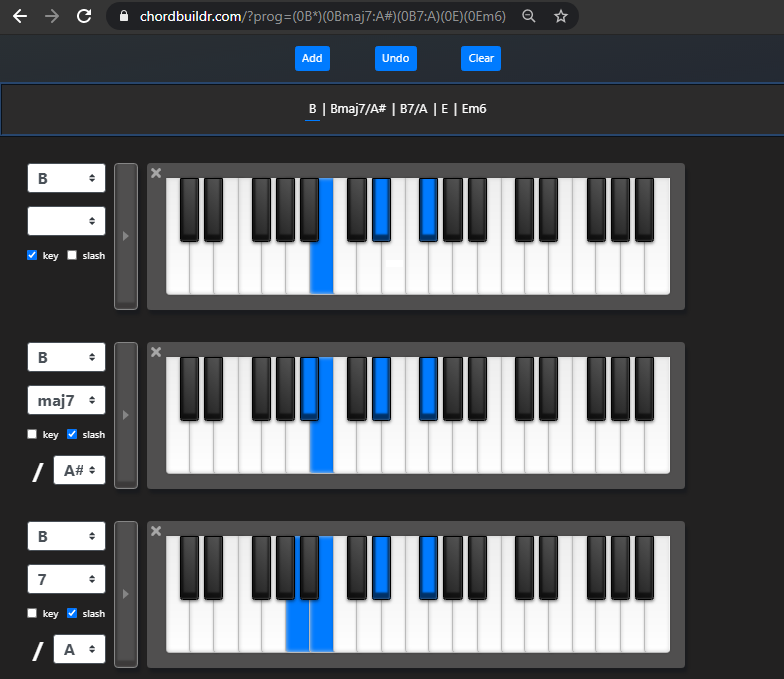 chordbuildr.com/?prog=(0B*)(0Bmaj7:A#)(0B7:A)(0E)(0Em6)
Add Undo Clear
B | Bmaj7/A# | B7/A | E | Em6
B
key slash
B
maj7
key slash
/ A#
B
7
key slash
/ A